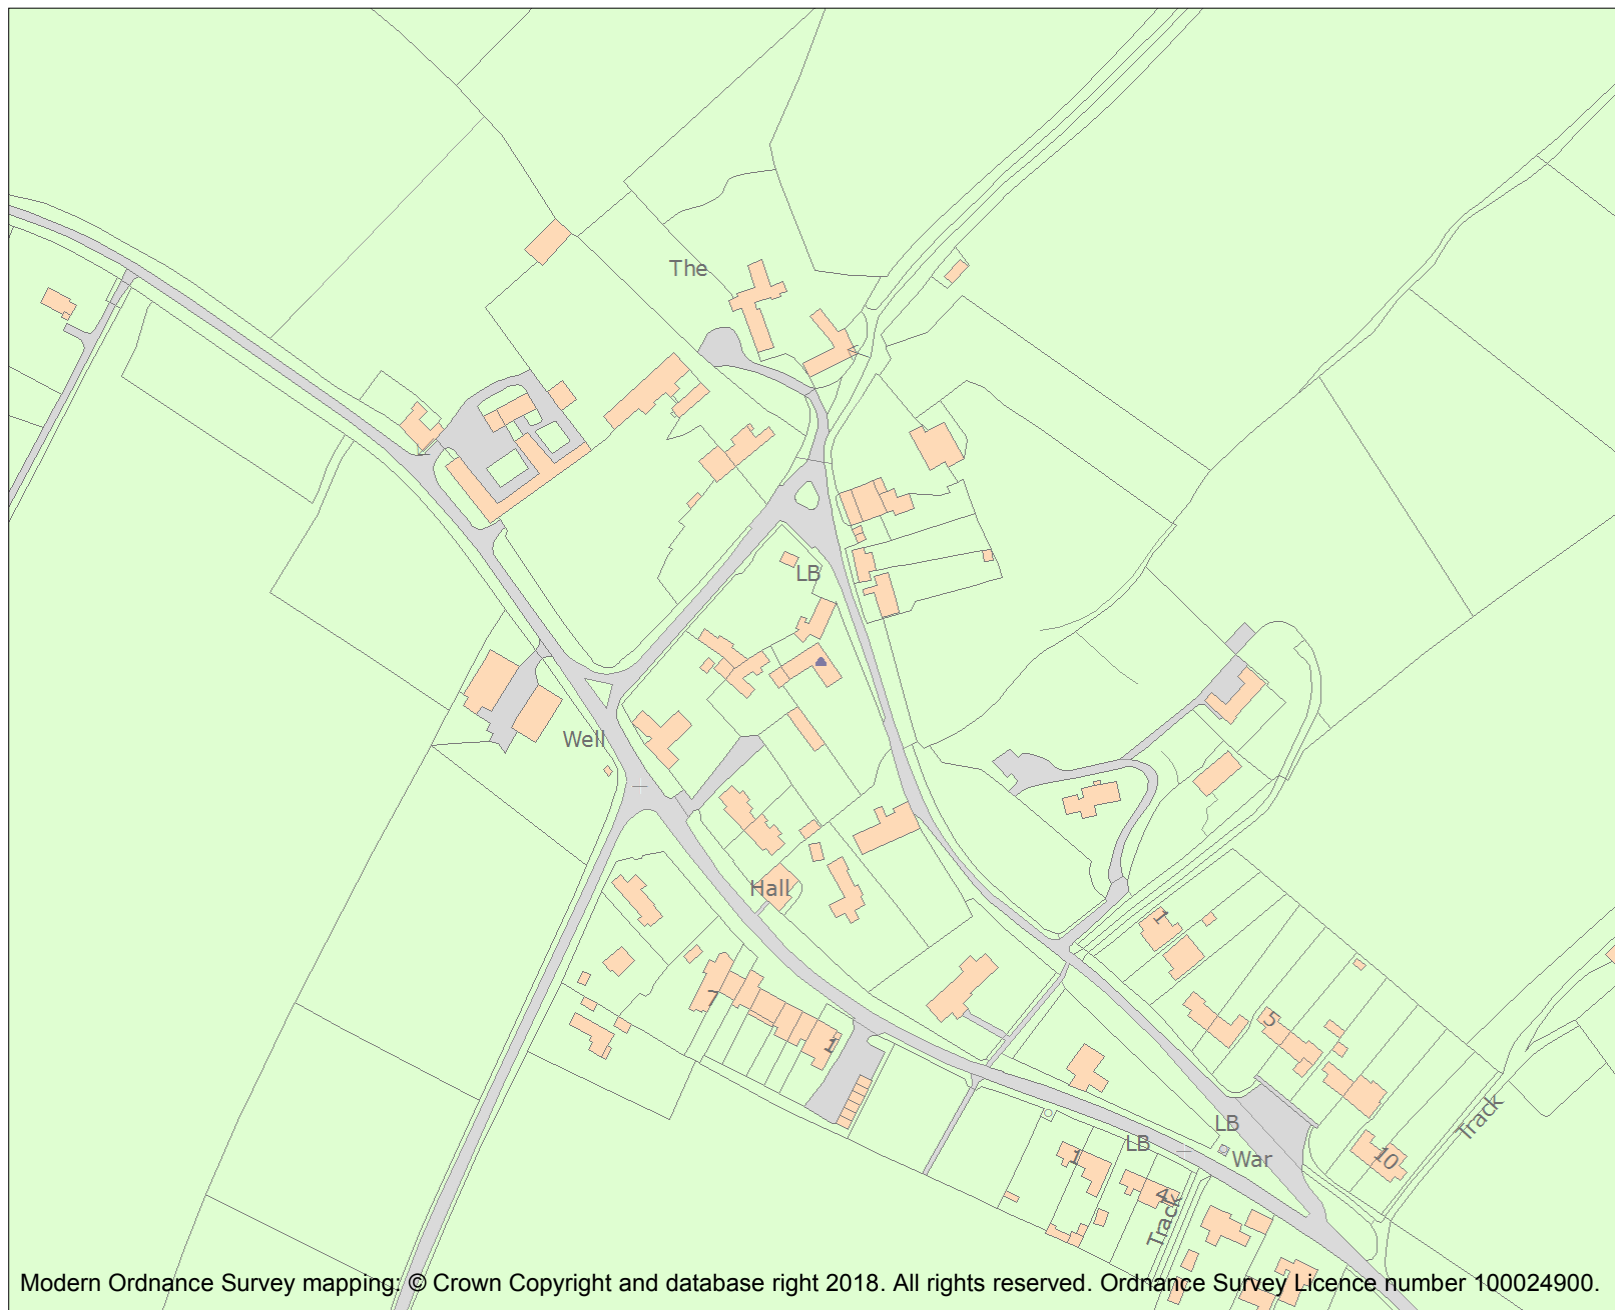 The
LB
Well
Hall
1
7
5
1
Track
LB
LB
1
War
10
4
Track
Modern Ordnance Survey mapping: © Crown Copyright and database right 2018. All rights reserved. Ordnance Survey Licence number 100024900.